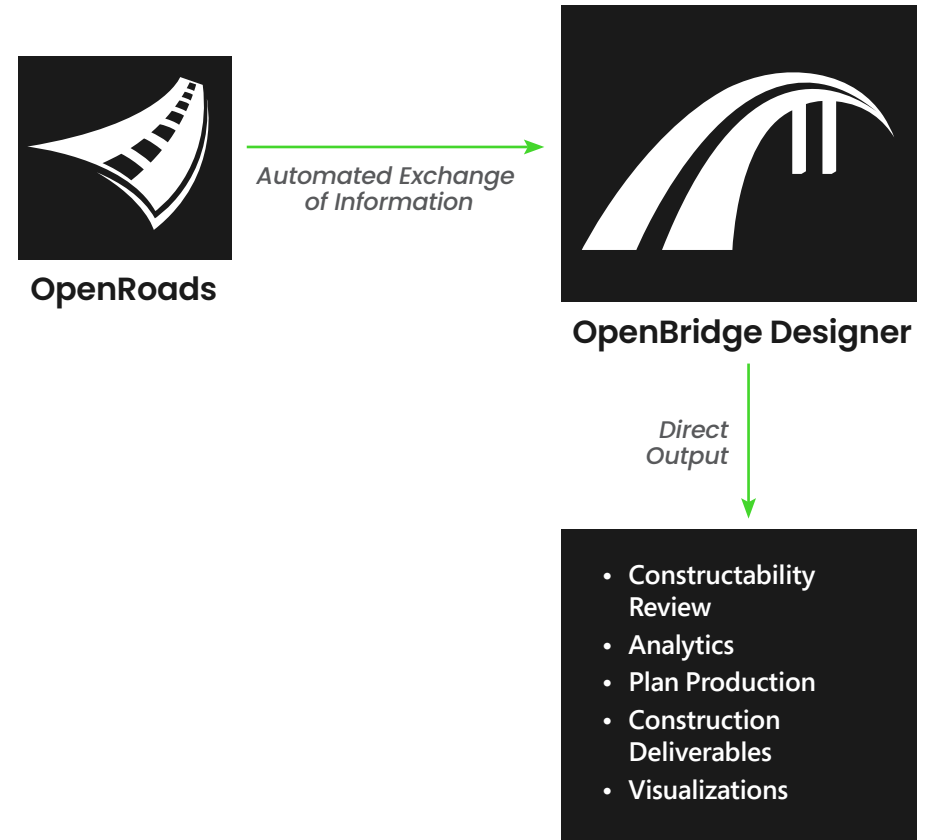 Automated Exchange
of Information
OpenRoads
OpenBridge Designer
Direct
Output
• Constructability
Review
• Analytics
• Plan Production
• Construction
Deliverables
• Visualizations